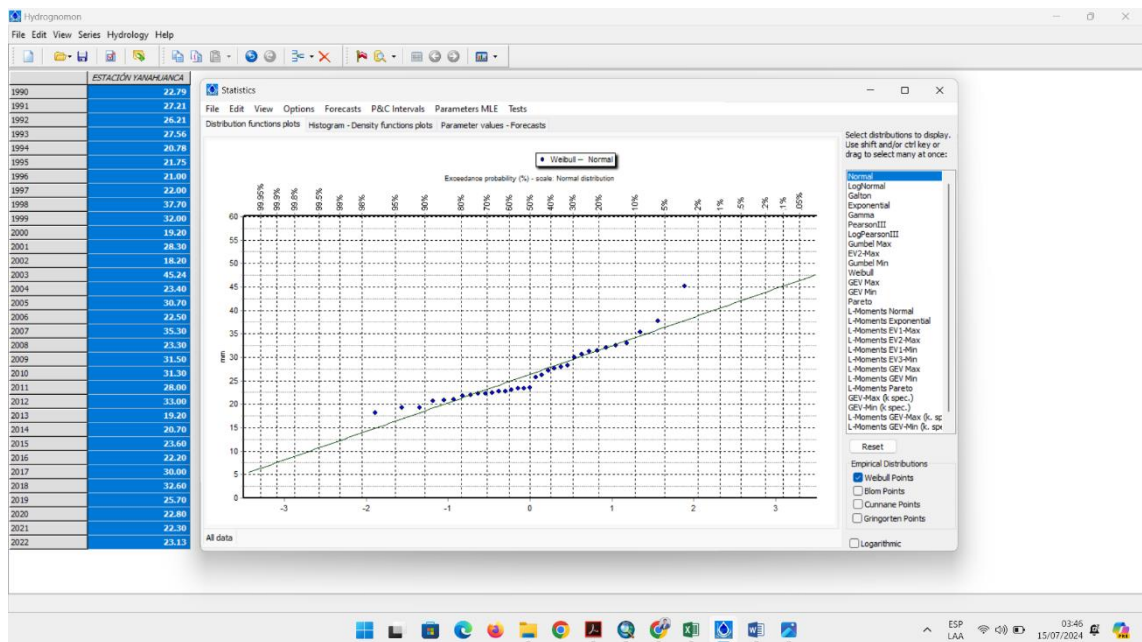 Hydrognomon
File Edit View Series Hydrology Help
ESTACIÓN YANAHUANCA
1990 22.79
1991 27.21
1992 26.21
1993 27.56
1994 20.78
1995 21.75
1996 21.00
1997 22.00
1998 37.70
1999 32.00
2000 19.20
2001 28.30
2002 18.20
2003 45.24
2004 23.40
2005 30.70
2006 22.50
2007 35.30
2008 23.30
2009 31.50
2010 31.30
2011 28.00
2012 33.00
2013 19.20
2014 20.70
2015 23.60
2016 22.20
2017 30.00
2018 32.60
2019 25.70
2020 22.80
2021 22.30
2022 23.13
Statistics
File Edit View Options Forecasts P&C Intervals Parameters MLE Tests
Distribution functions plots Histogram - Density functions plots Parameter values - Forecasts
Weibull Normal
Exceedance probability (%) - scale: Normal distribution
99.95% 99.9% 99.8% 99.5% 99% 98% 95% 90% 80% 70% 60% 50% 40% 30% 20% 10% 5% 2% 1% .5% .2% .1% .05%
60
55
50
45
40
35
30
25
20
15
10
5
0
mm
-3 -2 -1 0 1 2 3
All data
Select distributions to display.
Use shift and/or ctrl key or
drag to select many at once:
Normal
LogNormal
Galton
Exponential
Gamma
PearsonIII
LogPearsonIII
Gumbel Max
EV2-Max
Gumbel Min
Weibull
GEV Max
GEV Min
Pareto
L-Moments Normal
L-Moments Exponential
L-Moments EV1-Max
L-Moments EV2-Max
L-Moments EV1-Min
L-Moments EV3-Min
L-Moments GEV Max
L-Moments GEV Min
L-Moments Pareto
GEV-Max (k spec.)
GEV-Min (k spec.)
L-Moments GEV-Max (k. sp
L-Moments GEV-Min (k. spe
Reset
Empirical Distributions
Weibull Points
Blom Points
Cunnane Points
Gringorten Points
Logarithmic
ESP
LAA
03:46
15/07/2024